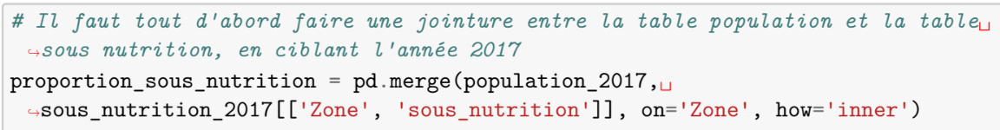 # Il faut tout d'abord faire une jointure entre la table population et la table␣
↪sous nutrition, en ciblant l'année 2017
proportion_sous_nutrition = pd.merge(population_2017,␣
↪sous_nutrition_2017[['Zone', 'sous_nutrition']], on='Zone', how='inner')